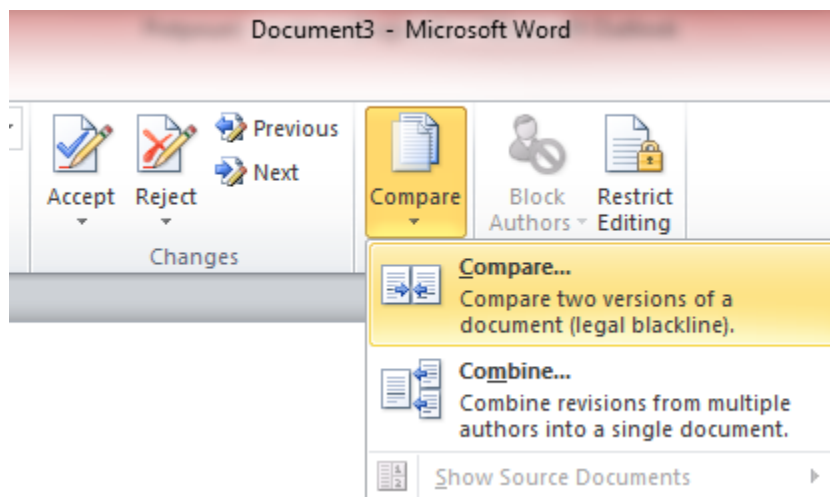 Document3 - Microsoft Word
Previous
Next
Accept
Reject
Compare
Block
Authors
Restrict
Editing
Changes
Compare...
Compare two versions of a
document (legal blackline).
Combine...
Combine revisions from multiple
authors into a single document.
Show Source Documents